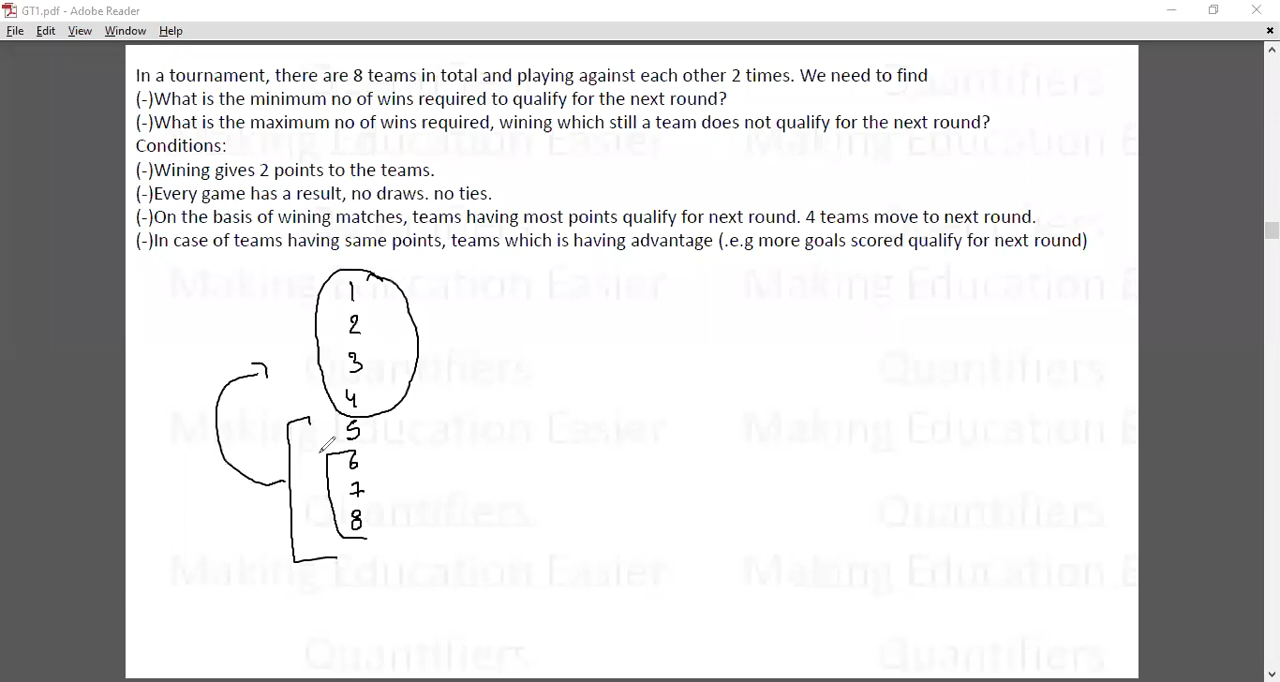 GT1.pdf - Adobe Reader
File Edit View Window Help
In a tournament, there are 8 teams in total and playing against each other 2 times. We need to find
(-)What is the minimum no of wins required to qualify for the next round?
(-)What is the maximum no of wins required, wining which still a team does not qualify for the next round?
Conditions:
(-)Wining gives 2 points to the teams.
(-)Every game has a result, no draws. no ties.
(-)On the basis of wining matches, teams having most points qualify for next round. 4 teams move to next round.
(-)In case of teams having same points, teams which is having advantage (.e.g more goals scored qualify for next round)
1
2
3
4
5
6
7
8
Making Education Easier
Quantifiers